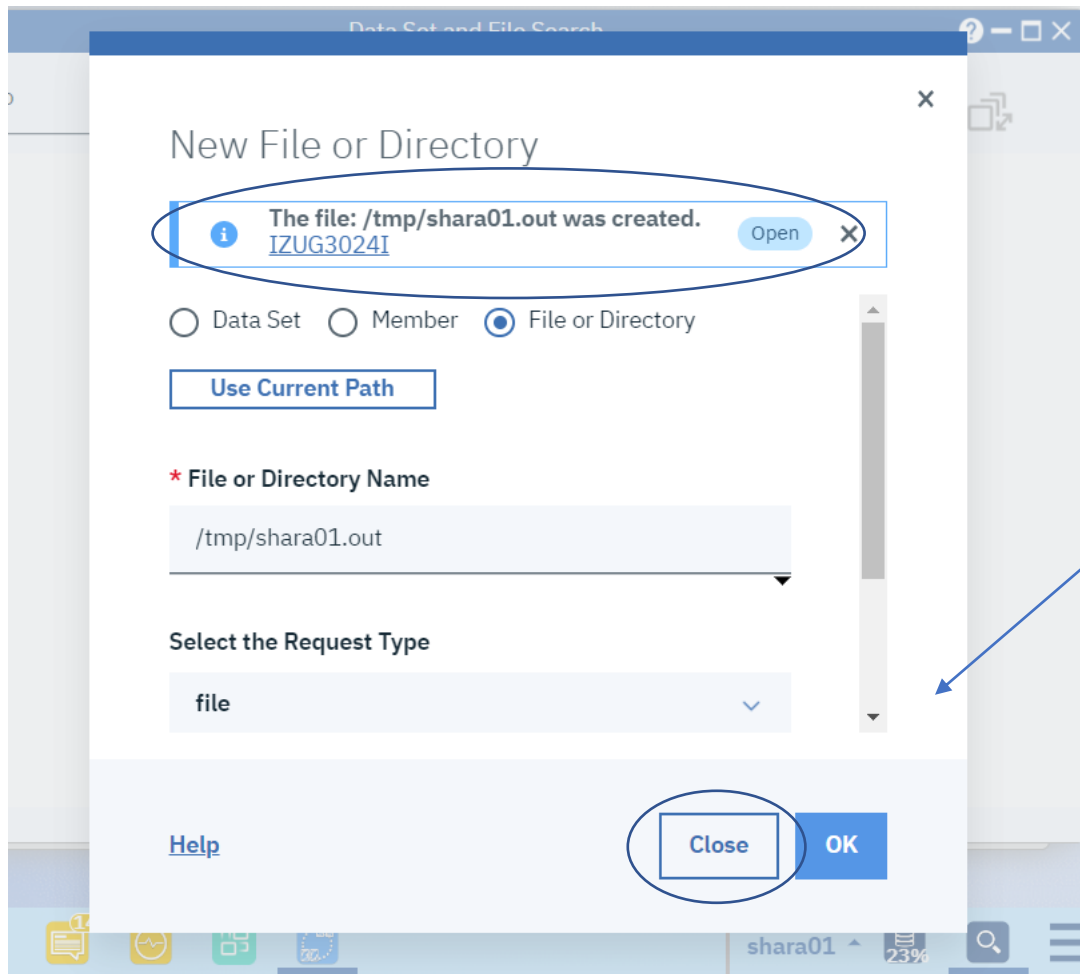 Data Set and File Search
New File or Directory
The file: /tmp/shara01.out was created.
IZUG3024I
Open
Data Set Member File or Directory
Use Current Path
* File or Directory Name
/tmp/shara01.out
Select the Request Type
file
Help Close OK
shara01 23%